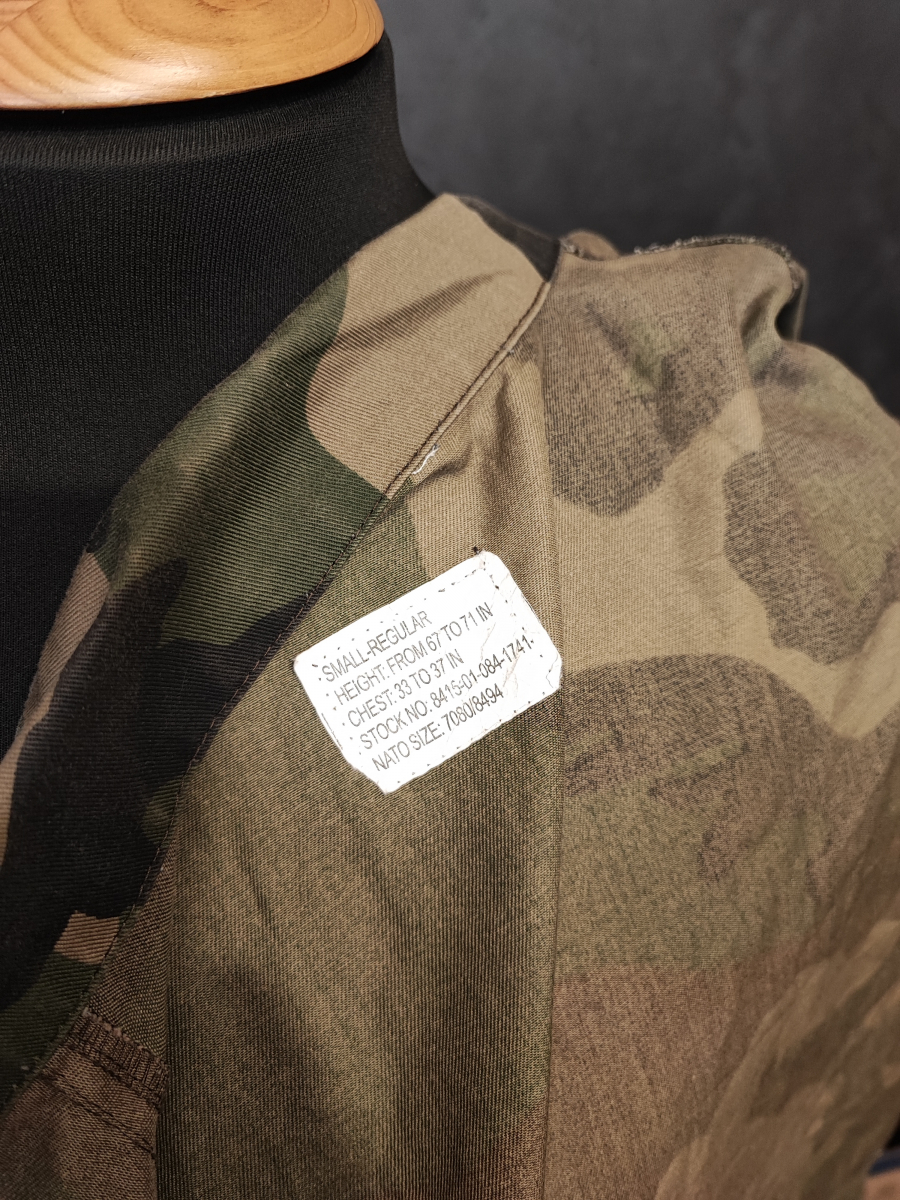 SMALL-REGULAR
HEIGHT: FROM 67 TO 71 IN
CHEST: 33 TO 37 IN
STOCK NO: 8415-01-084-1741
NATO SIZE: 7080/8494